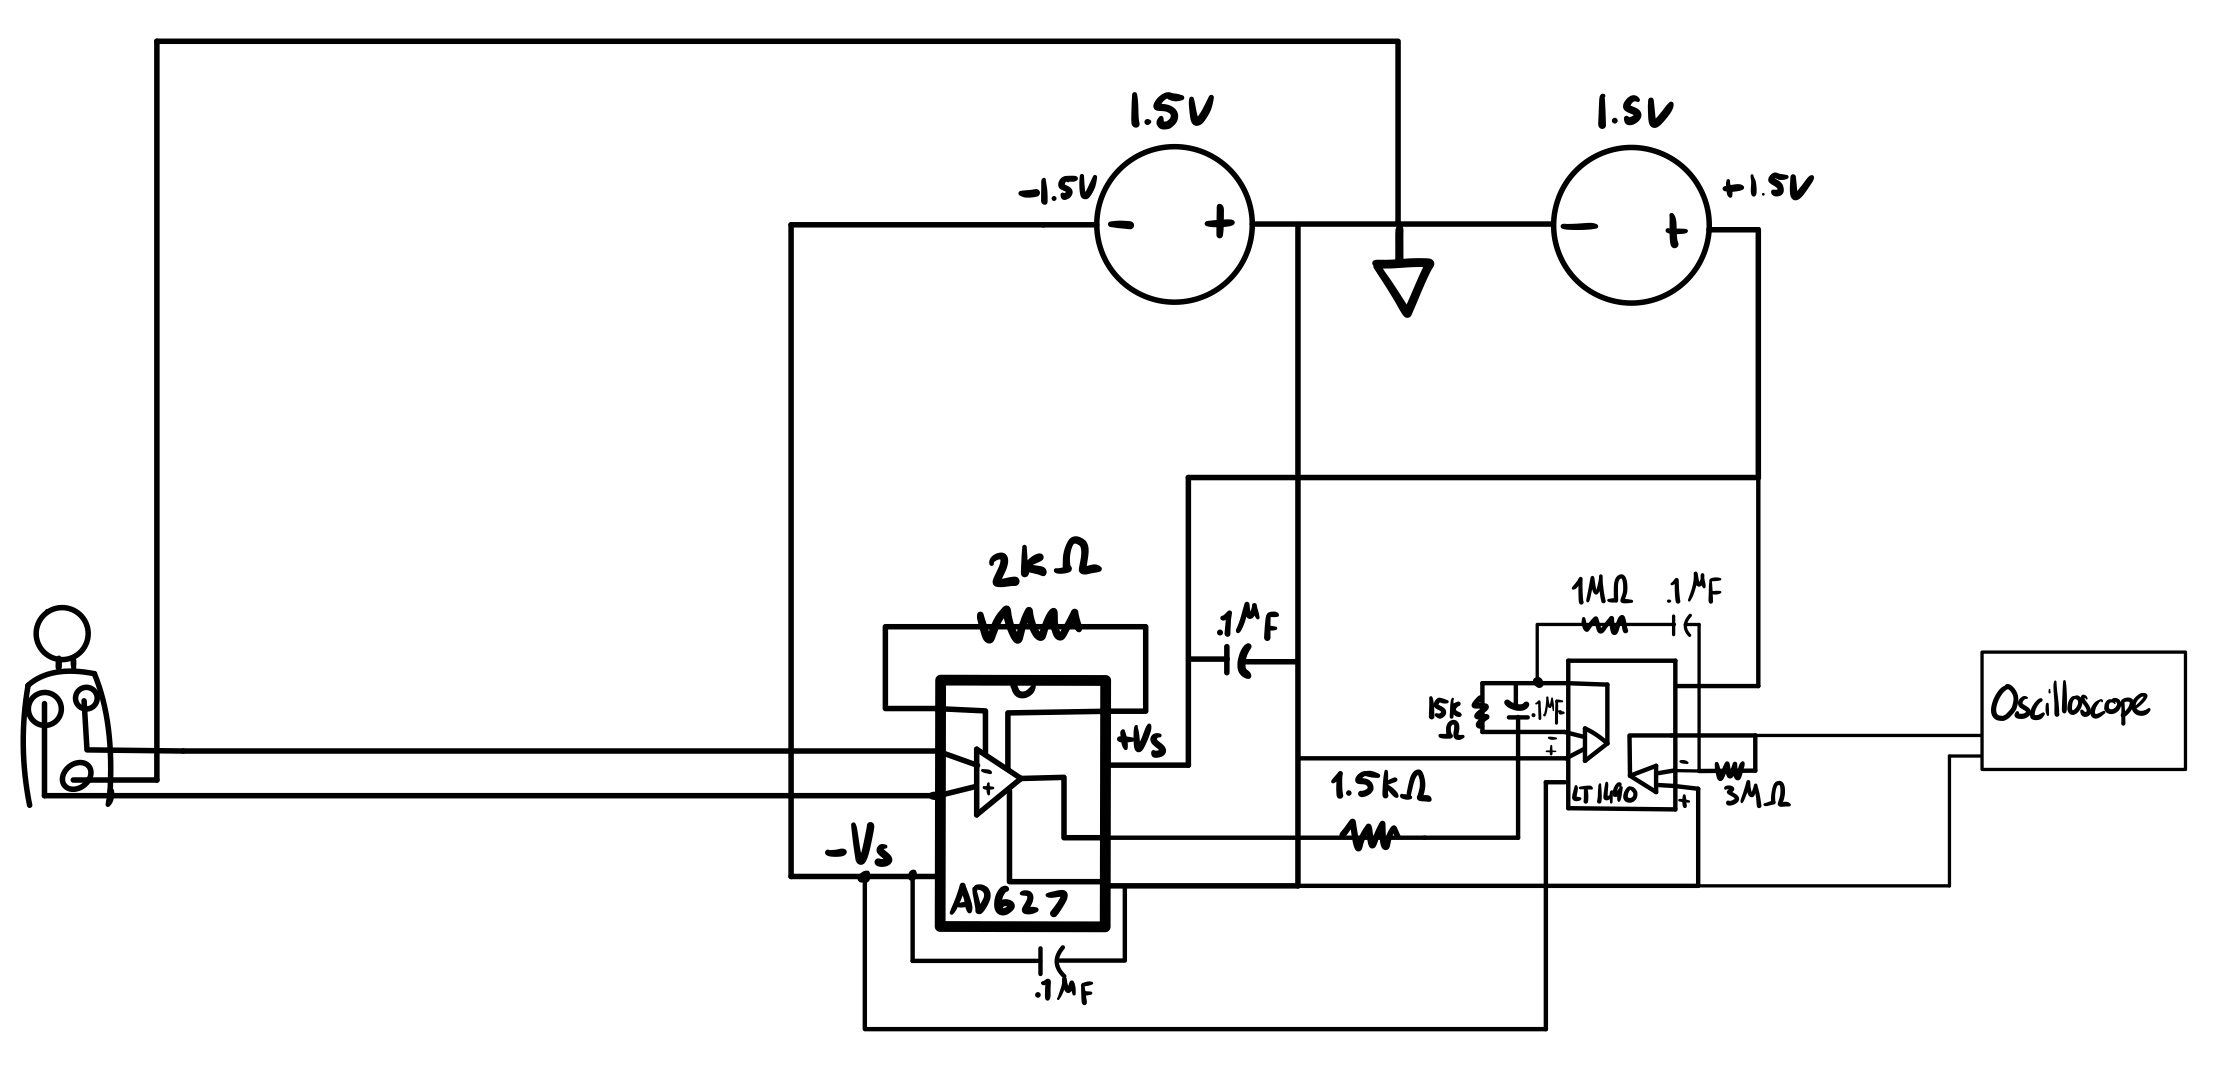 1.5V
1.5V
-1.5V
+1.5V
-
+
-
+
2kΩ
.1µF
+Vs
1MΩ
.1µF
15k
Ω
.1µF
-
+
-
+
-
+
1.5kΩ
LT1490
3MΩ
Oscilloscope
-Vs
AD627
.1µF